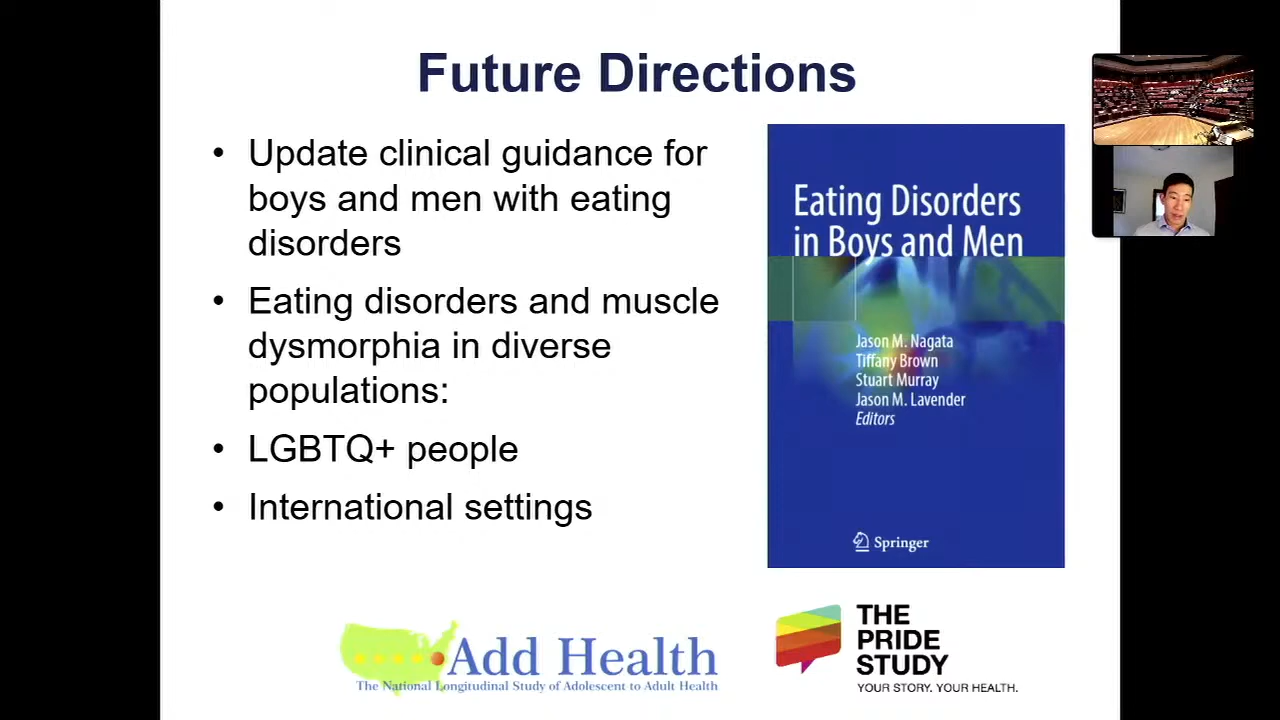 Future Directions
• Update clinical guidance for
boys and men with eating
disorders
• Eating disorders and muscle
dysmorphia in diverse
populations:
• LGBTQ+ people
• International settings
Eating Disorders
in Boys and Men
Jason M. Nagata
Tiffany Brown
Stuart Murray
Jason M. Lavender
Editors
Springer
Add Health
The National Longitudinal Study of Adolescent to Adult Health
THE
PRIDE
STUDY
YOUR STORY. YOUR HEALTH.